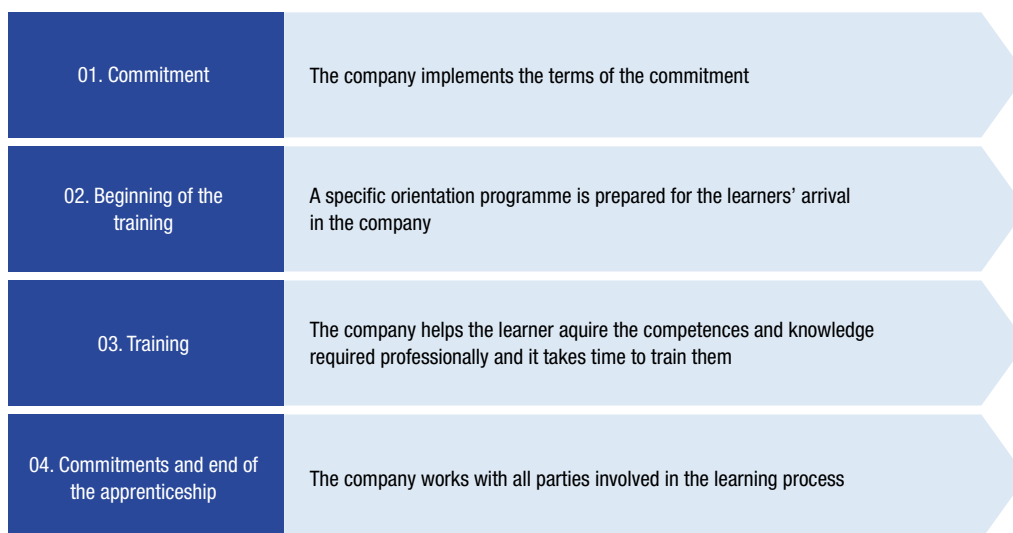 01. Commitment
The company implements the terms of the commitment
02. Beginning of the
training
A specific orientation programme is prepared for the learners’ arrival
in the company
03. Training
The company helps the learner aquire the competences and knowledge
required professionally and it takes time to train them
04. Commitments and end of
the apprenticeship
The company works with all parties involved in the learning process